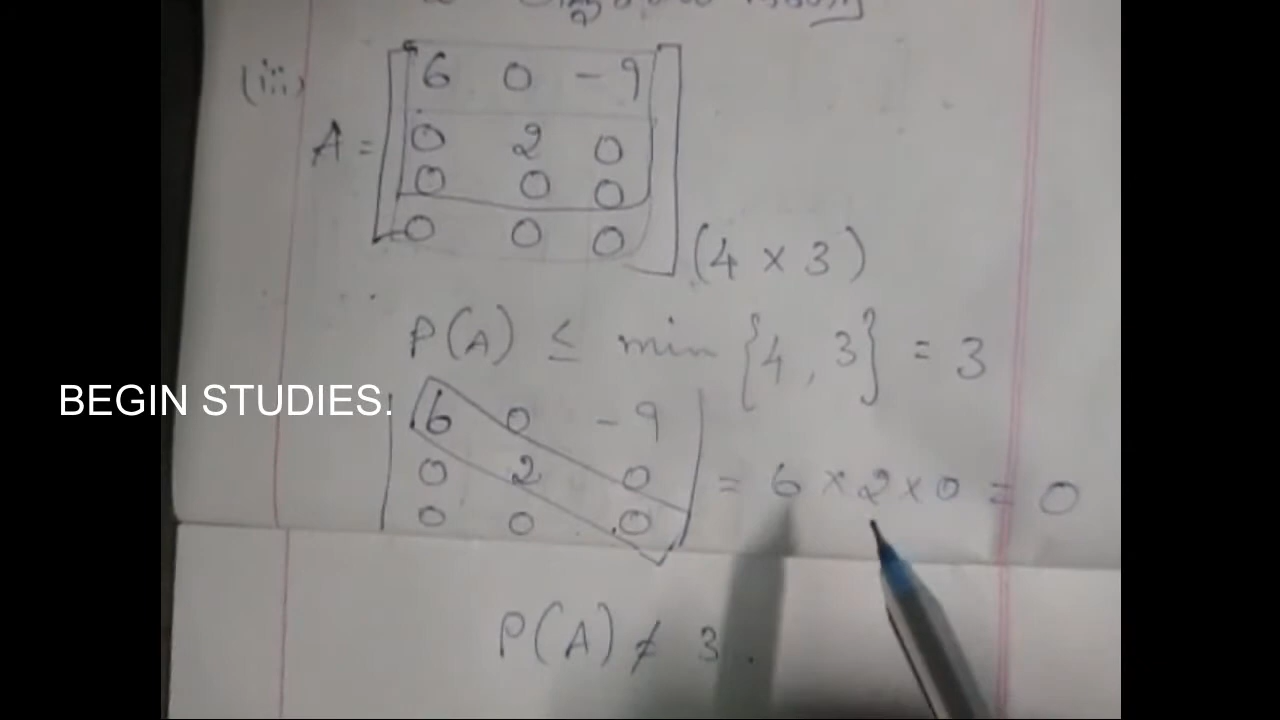 (iii)
A = [ 6 0 -9
0 2 0
0 0 0
0 0 0 ] (4 × 3)
P(A) ≤ min {4, 3} = 3
BEGIN STUDIES.
| 6 0 -9
0 2 0
0 0 0 | = 6 × 2 × 0 = 0
P(A) ≠ 3.